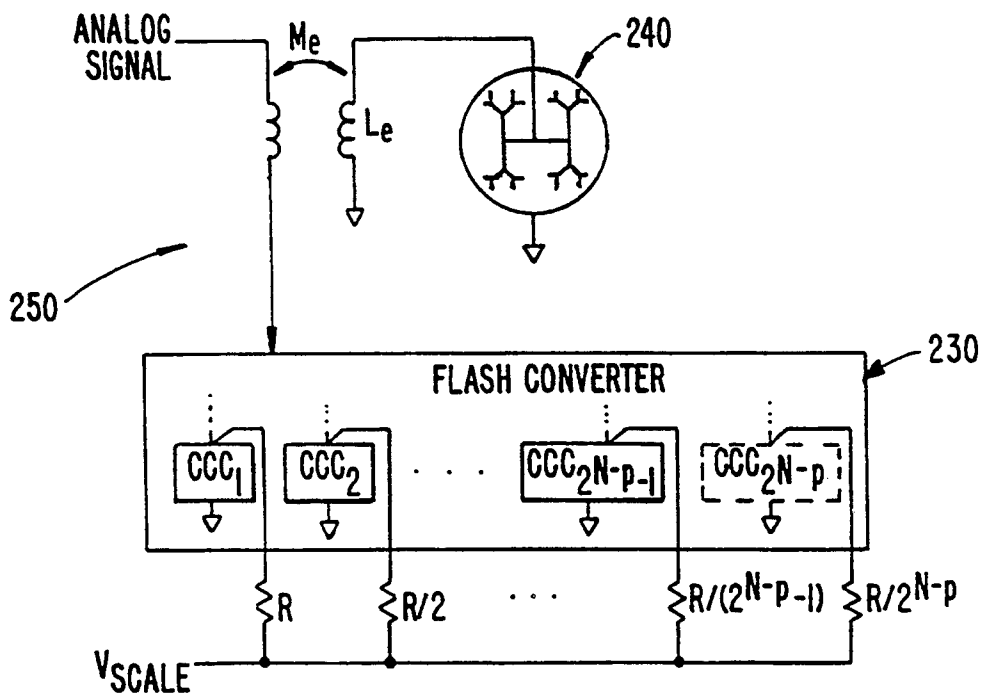 ANALOG
SIGNAL
Me
Le
240
250
230
FLASH CONVERTER
CCC1
CCC2
. . .
CCC2N-p-1
CCC2N-p
R
R/2
. . .
R/(2N-p-1)
R/2N-p
VSCALE